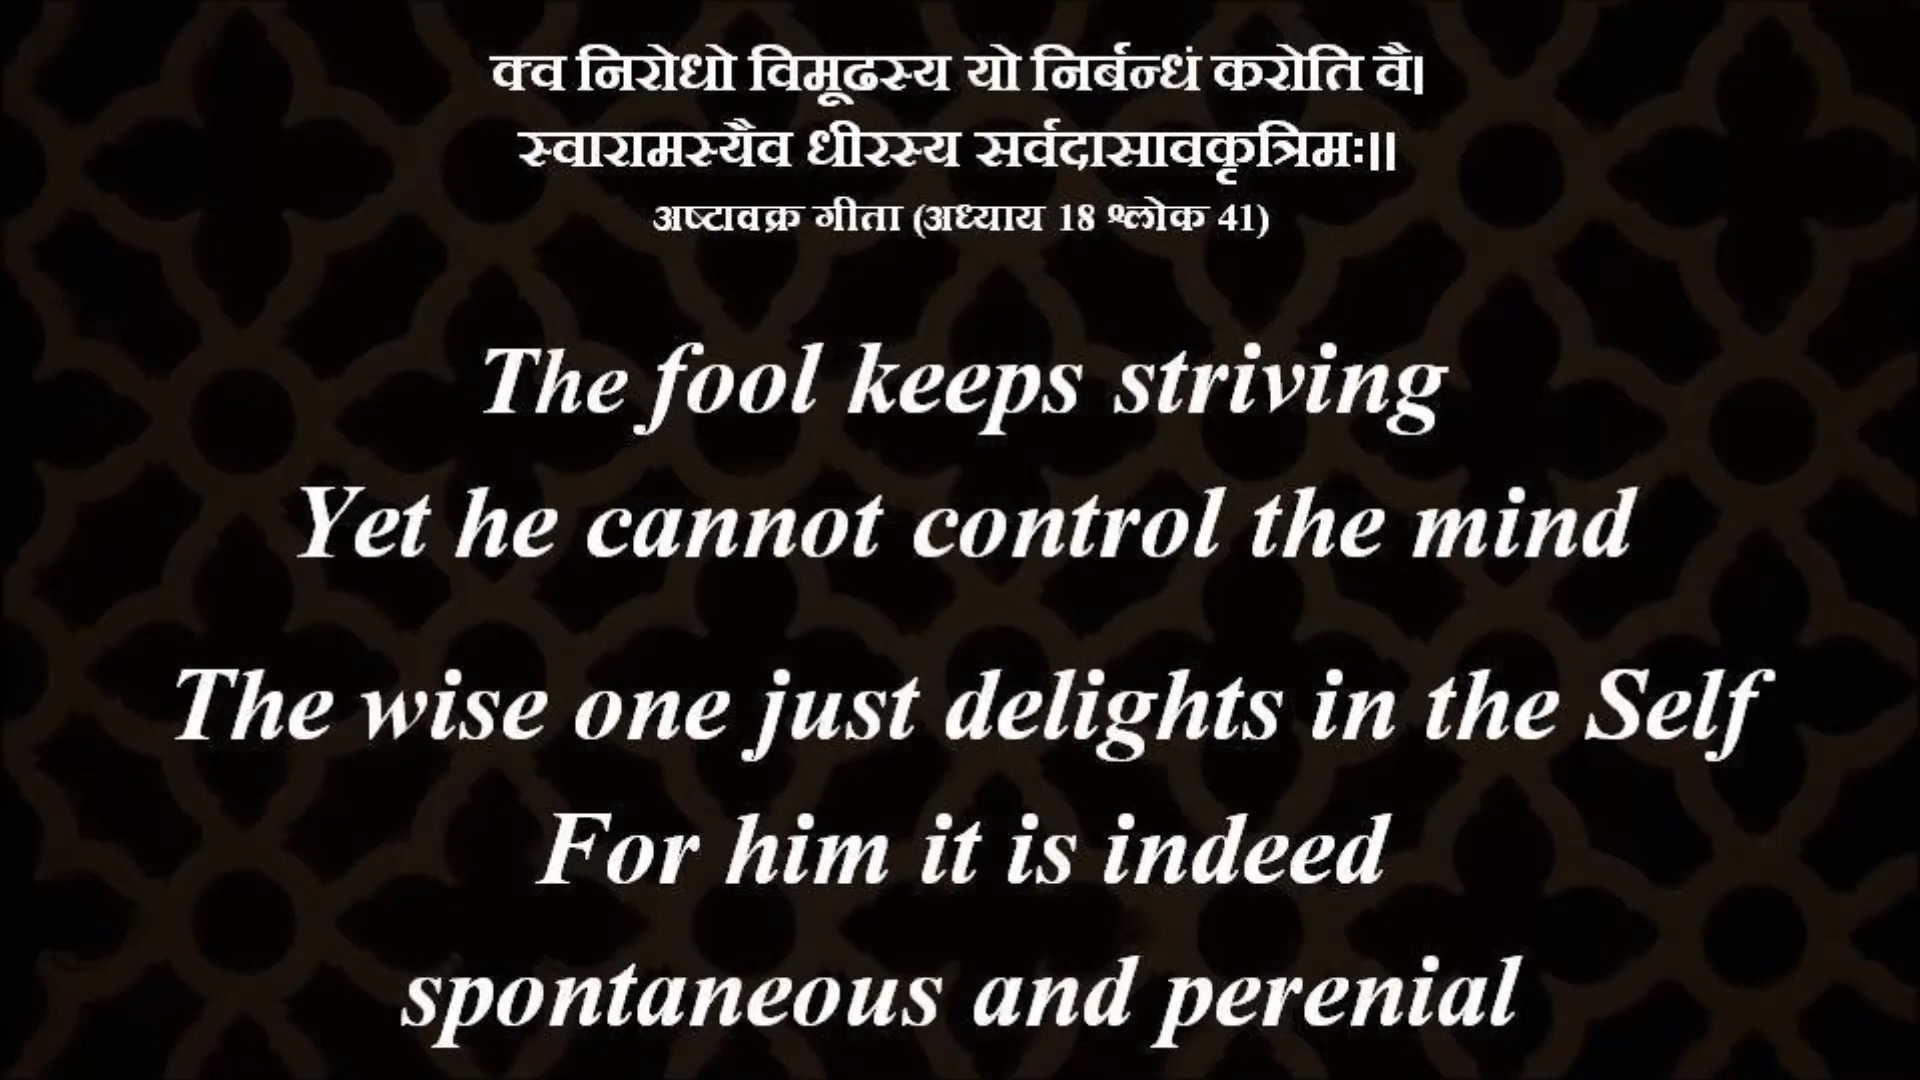 क्व निरोधो विमूढस्य यो निर्बन्धं करोति वै।
स्वारामस्यैव धीरस्य सर्वदासावकृत्रिमः॥
अष्टावक्र गीता (अध्याय 18 श्लोक 41)
The fool keeps striving
Yet he cannot control the mind
The wise one just delights in the Self
For him it is indeed
spontaneous and perenial